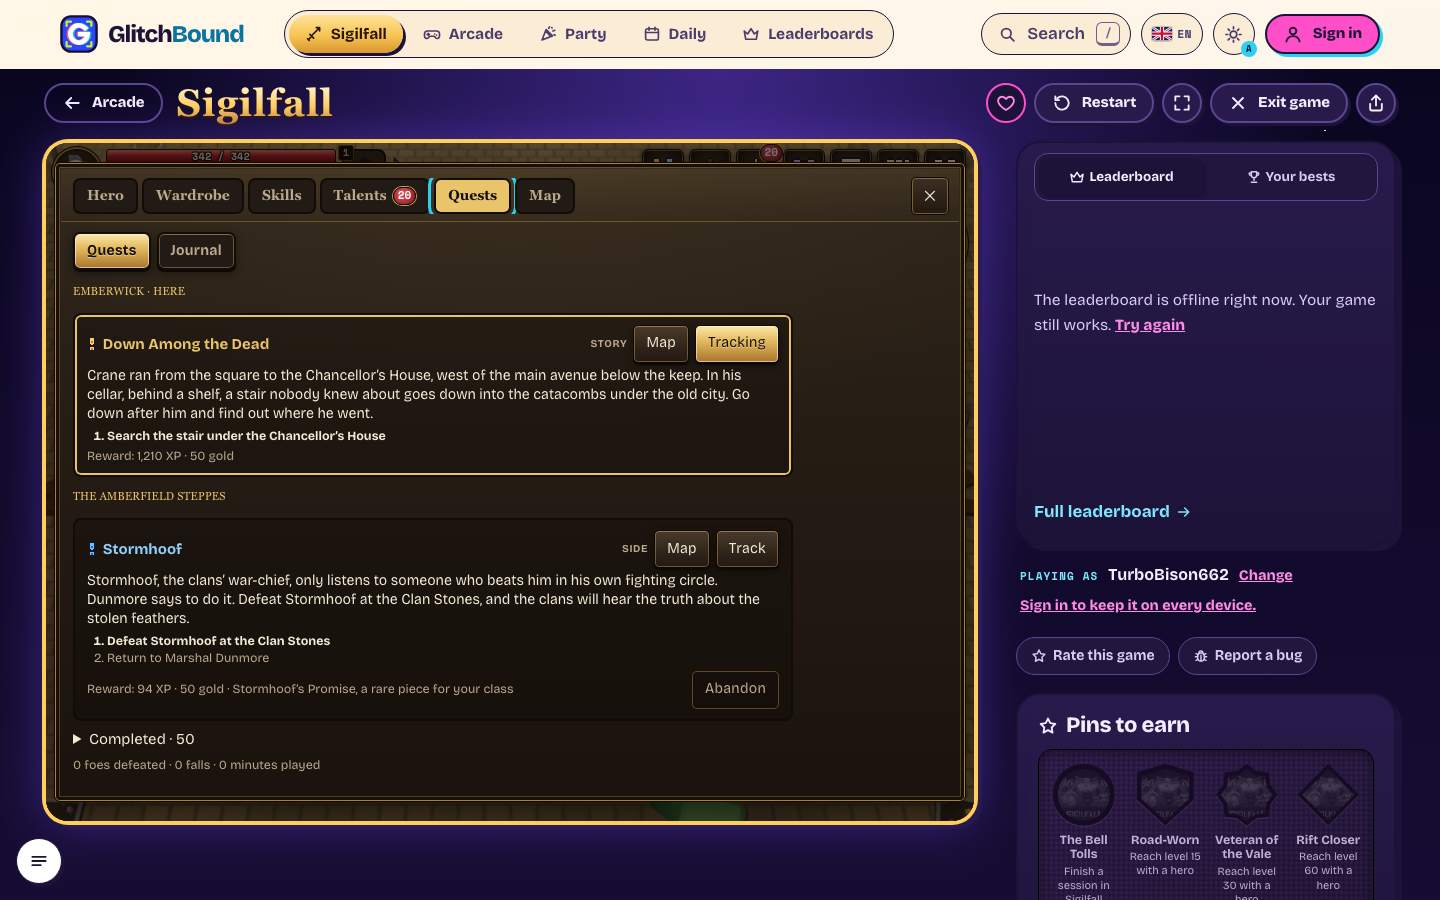 GlitchBound
Sigilfall
Arcade
Party
Daily
Leaderboards
Search /
EN
A
Sign in
Arcade
Sigilfall
Restart
Exit game
342 / 342
1
20
Hero
Wardrobe
Skills
Talents 20
Quests
Map
Quests
Journal
EMBERWICK · HERE
Down Among the Dead
STORY
Map
Tracking
Crane ran from the square to the Chancellor's House, west of the main avenue below the keep. In his
cellar, behind a shelf, a stair nobody knew about goes down into the catacombs under the old city. Go
down after him and find out where he went.
1. Search the stair under the Chancellor's House
Reward: 1,210 XP · 50 gold
THE AMBERFIELD STEPPES
Stormhoof
SIDE
Map
Track
Stormhoof, the clans' war-chief, only listens to someone who beats him in his own fighting circle.
Dunmore says to do it. Defeat Stormhoof at the Clan Stones, and the clans will hear the truth about the
stolen feathers.
1. Defeat Stormhoof at the Clan Stones
2. Return to Marshal Dunmore
Reward: 94 XP · 50 gold · Stormhoof's Promise, a rare piece for your class
Abandon
Completed · 50
0 foes defeated · 0 falls · 0 minutes played
Leaderboard
Your bests
The leaderboard is offline right now. Your game
still works. Try again
Full leaderboard →
PLAYING AS TurboBison662 Change
Sign in to keep it on every device.
Rate this game
Report a bug
Pins to earn
The Bell
Tolls
Finish a
session in
Sigilfall
Road-Worn
Reach level 15
with a hero
Veteran of
the Vale
Reach level
30 with a
hero
Rift Closer
Reach level
60 with a
hero